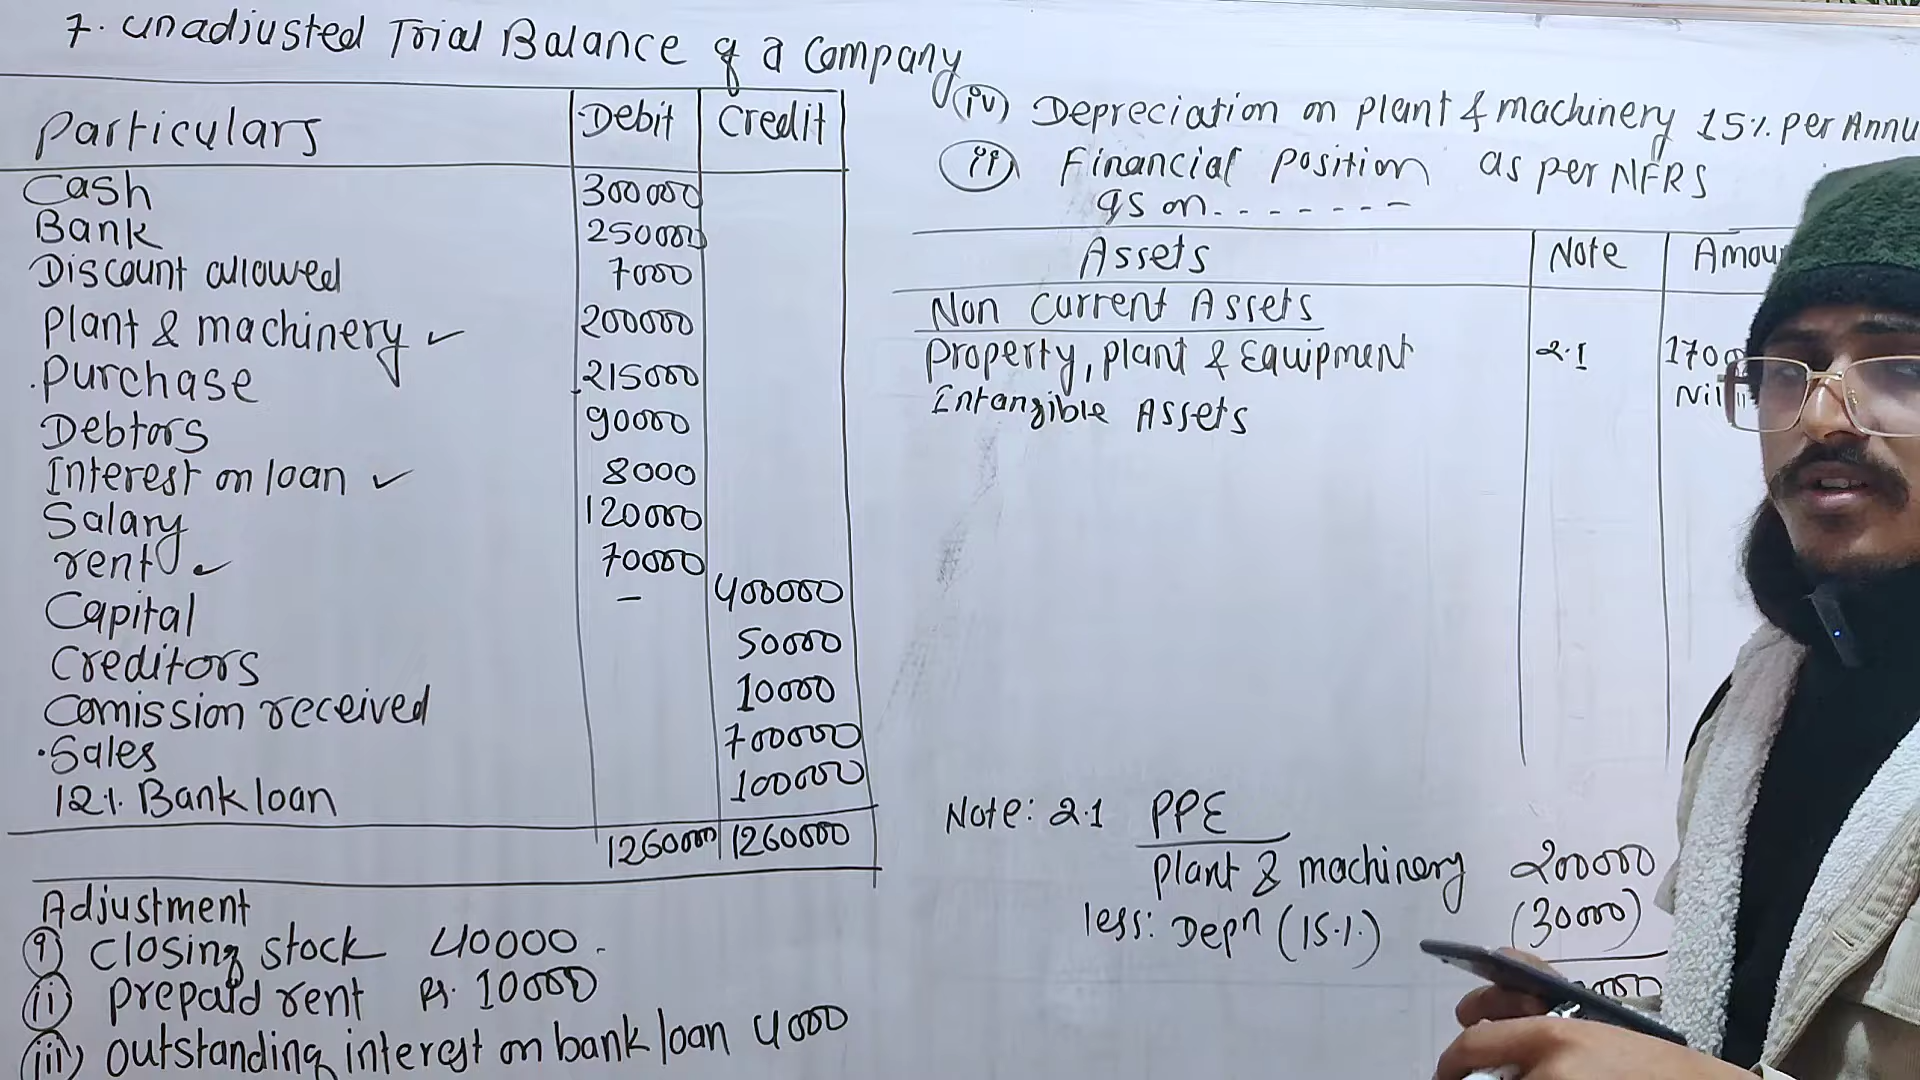 7. Unadjusted Trial Balance of a Company
Particulars Debit Credit
Cash 300000
Bank 250000
Discount allowed 7000
Plant & machinery ✓ 200000
.Purchase 215000
Debtors 90000
Interest on loan ✓ 8000
Salary 120000
rent ✓ 70000
Capital - 400000
Creditors 50000
Comission received 10000
.Sales 700000
12% Bank loan 100000
1260000 1260000
Adjustment
i) Closing stock 40000.
ii) Prepaid rent Rs. 10000
iii) outstanding interest on bank loan 4000
iv) Depreciation on plant & machinery 15% per Annu
ii) Financial Position as per NFRS
as on.......
Assets Note Amou
Non Current Assets
Property, plant & Equipment 2.1 170
Intangible Assets Nil
Note: 2.1 PPE
Plant & machinery 200000
less: Depn (15%) (30000)